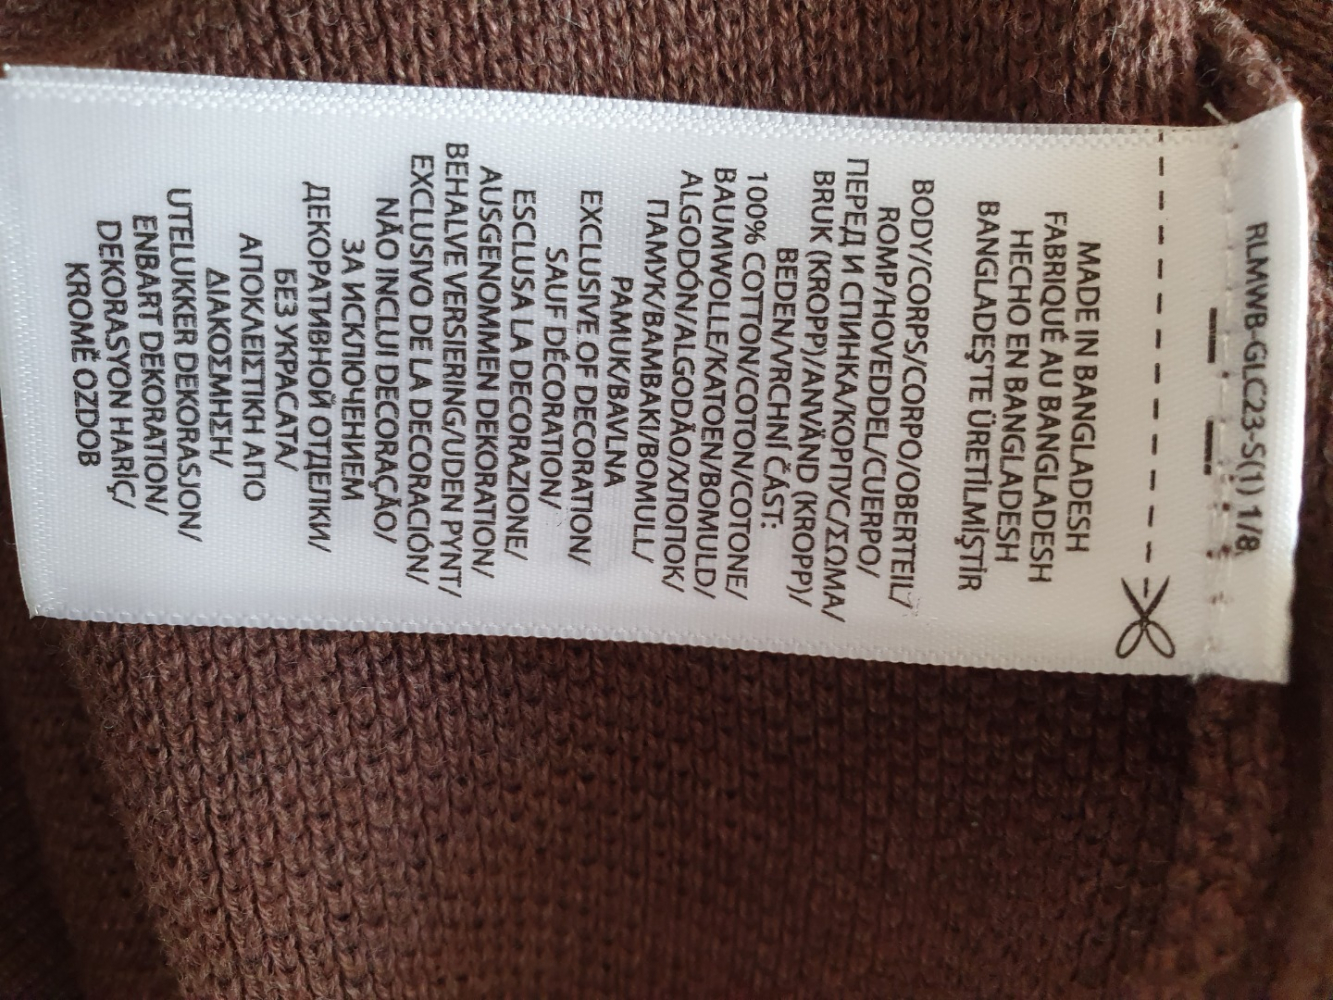 RLMWB-GLC23-S(1) 1/8
MADE IN BANGLADESH
FABRIQUÉ AU BANGLADESH
HECHO EN BANGLADESH
BANGLADEŞ'TE ÜRETİLMİŞTİR
BODY/CORPS/CORPO/OBERTEIL/
ROMP/HOVEDDEL/CUERPO/
ПЕРЕД И СПИНКА/КОРПУС/ΣΩΜΑ/
BRUK (KROPP)/ANVÄND (KROPP)/
BEDEN/VRCHNÍ ČÁST:
100% COTTON/COTON/COTONE/
BAUMWOLLE/KATOEN/BOMULD/
ALGODÓN/ALGODÃO/ХЛОПОК/
ПАМУК/ΒΑΜΒΑΚΙ/BOMULL/
PAMUK/BAVLNA
EXCLUSIVE OF DECORATION/
SAUF DÉCORATION/
ESCLUSA LA DECORAZIONE/
AUSGENOMMEN DEKORATION/
BEHALVE VERSIERING/UDEN PYNT/
EXCLUSIVO DE LA DECORACIÓN/
NÃO INCLUI DECORAÇÃO/
ЗА ИСКЛЮЧЕНИЕМ
ДЕКОРАТИВНОЙ ОТДЕЛКИ/
БЕЗ УКРАСАТА/
ΑΠΟΚΛΕΙΣΤΙΚΗ ΑΠΟ
ΔΙΑΚΟΣΜΗΣΗ/
UTELUKKER DEKORASJON/
ENBART DEKORATION/
DEKORASYON HARİÇ/
KROMĚ OZDOB